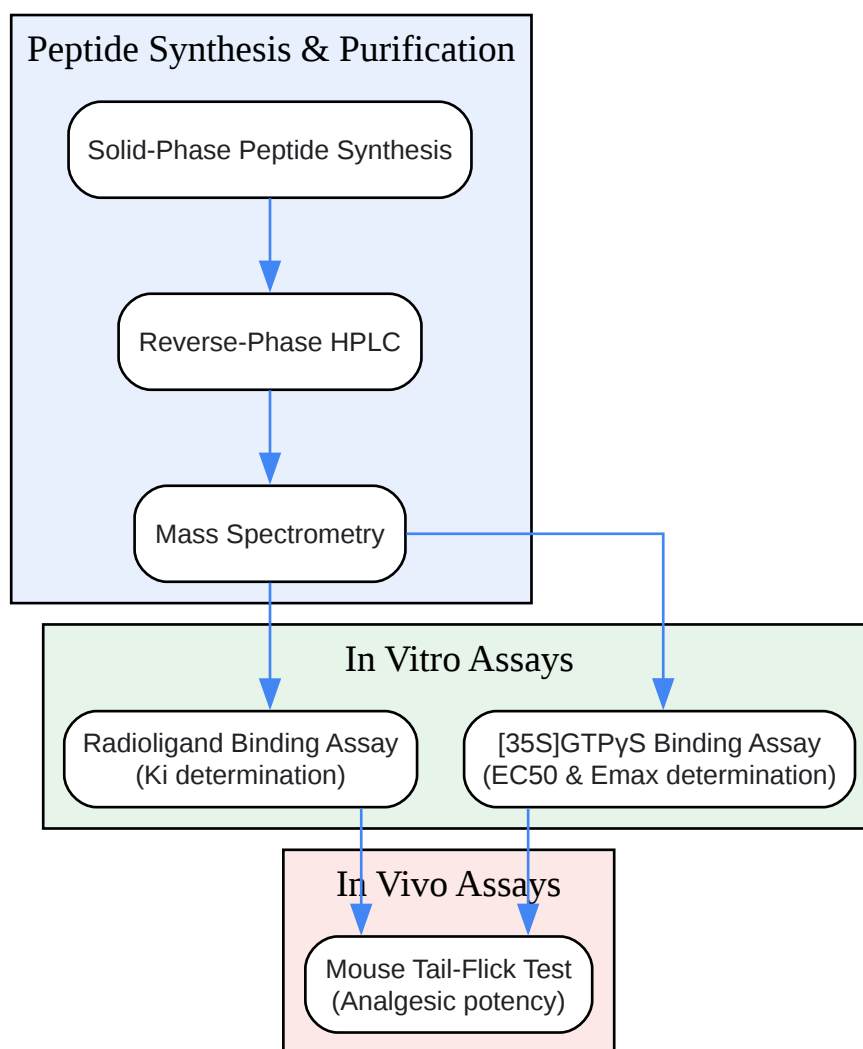 Peptide Synthesis & Purification
Solid-Phase Peptide Synthesis
Reverse-Phase HPLC
Mass Spectrometry
In Vitro Assays
Radioligand Binding Assay
(Ki determination)
[35S]GTPγS Binding Assay
(EC50 & Emax determination)
In Vivo Assays
Mouse Tail-Flick Test
(Analgesic potency)